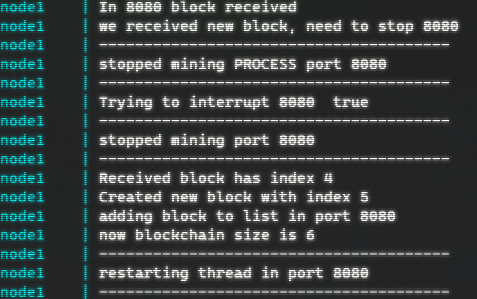 node1 | In 8080 block received
node1 | we received new block, need to stop 8080
node1 | ---------------------------------------
node1 | stopped mining PROCESS port 8080
node1 | ---------------------------------------
node1 | Trying to interrupt 8080  true
node1 | ---------------------------------------
node1 | stopped mining port 8080
node1 | ---------------------------------------
node1 | Received block has index 4
node1 | Created new block with index 5
node1 | adding block to list in port 8080
node1 | now blockchain size is 6
node1 | ---------------------------------------
node1 | restarting thread in port 8080
node1 | ---------------------------------------